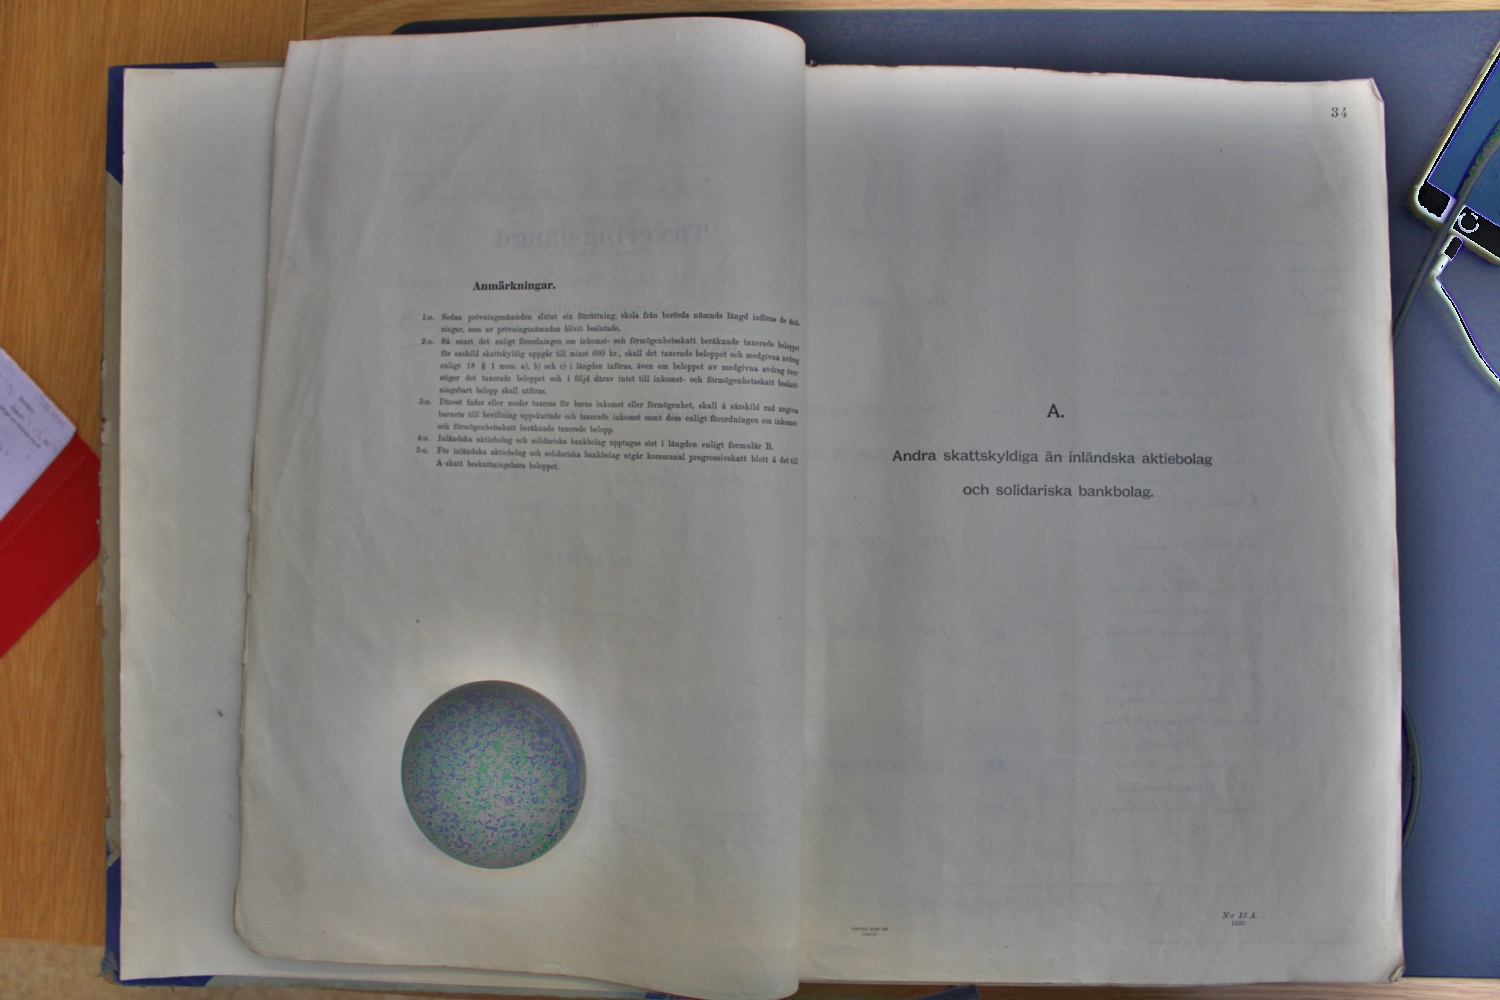 Anmärkningar.
1:o. Sedan prövningsnämnden slutat sin förrättning, skola från berörda nämnds längd införas de änd-
ringar, som av prövningsnämnden blivit beslutade.
2:o. Så snart det enligt förordningen om inkomst- och förmögenhetsskatt beräknade taxerade beloppet
för enskild skattskyldig uppgår till minst 600 kr., skall det taxerade beloppet och medgivna avdrag
enligt 18 § 1 mom. a), b) och c) i längden införas, även om beloppet av medgivna avdrag över-
stiger det taxerade beloppet och i följd därav intet till inkomst- och förmögenhetsskatt beskatt-
ningsbart belopp skall utföras.
3:o. Därest fader eller moder taxeras för barns inkomst eller förmögenhet, skall å särskild rad angivas
barnets till bevillning uppskattade och taxerade inkomst samt dess enligt förordningen om inkomst-
och förmögenhetsskatt beräknade taxerade belopp.
4:o. Inländska aktiebolag och solidariska bankbolag upptagas sist i längden enligt formulär B.
5:o. För inländska aktiebolag och solidariska bankbolag utgår kommunal progressivskatt blott å det till
A-skatt beskattningsbara beloppet.
34
A.
Andra skattskyldiga än inländska aktiebolag
och solidariska bankbolag.
N:r 13 A.